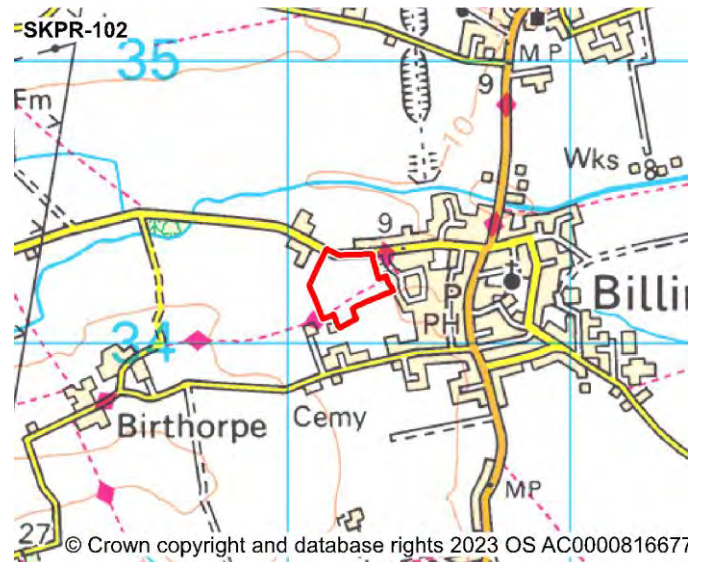 SKPR-102
35
MP
Fm
9
10
Wks
9
P
Billin
PH
34
Birthorpe
Cemy
MP
27
© Crown copyright and database rights 2023 OS AC0000816677